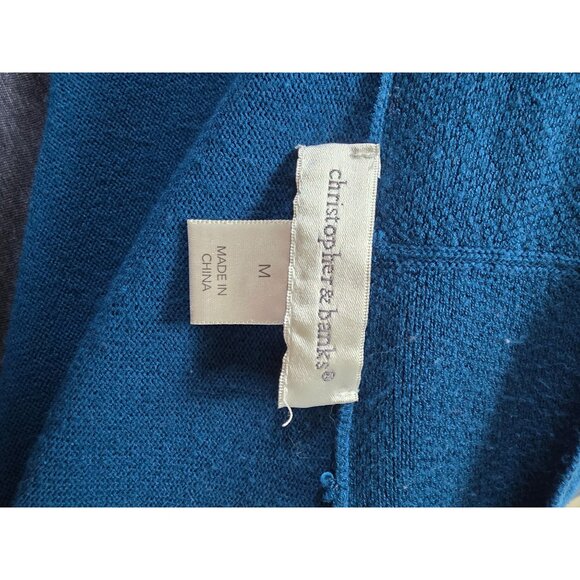 christopher & banks®
M
MADE IN
CHINA